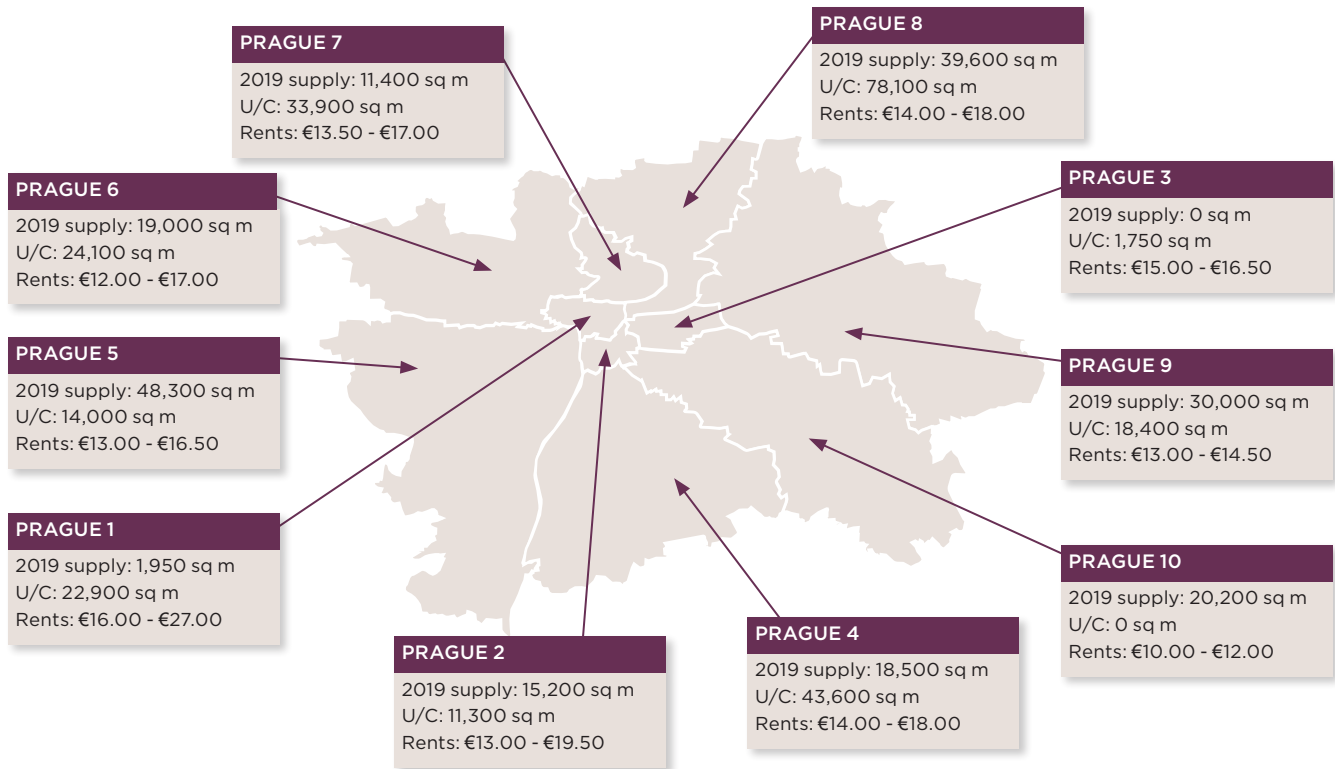 PRAGUE 7
2019 supply: 11,400 sq m
U/C: 33,900 sq m
Rents: €13.50 - €17.00
PRAGUE 8
2019 supply: 39,600 sq m
U/C: 78,100 sq m
Rents: €14.00 - €18.00
PRAGUE 6
2019 supply: 19,000 sq m
U/C: 24,100 sq m
Rents: €12.00 - €17.00
PRAGUE 3
2019 supply: 0 sq m
U/C: 1,750 sq m
Rents: €15.00 - €16.50
PRAGUE 5
2019 supply: 48,300 sq m
U/C: 14,000 sq m
Rents: €13.00 - €16.50
PRAGUE 9
2019 supply: 30,000 sq m
U/C: 18,400 sq m
Rents: €13.00 - €14.50
PRAGUE 1
2019 supply: 1,950 sq m
U/C: 22,900 sq m
Rents: €16.00 - €27.00
PRAGUE 10
2019 supply: 20,200 sq m
U/C: 0 sq m
Rents: €10.00 - €12.00
PRAGUE 2
2019 supply: 15,200 sq m
U/C: 11,300 sq m
Rents: €13.00 - €19.50
PRAGUE 4
2019 supply: 18,500 sq m
U/C: 43,600 sq m
Rents: €14.00 - €18.00